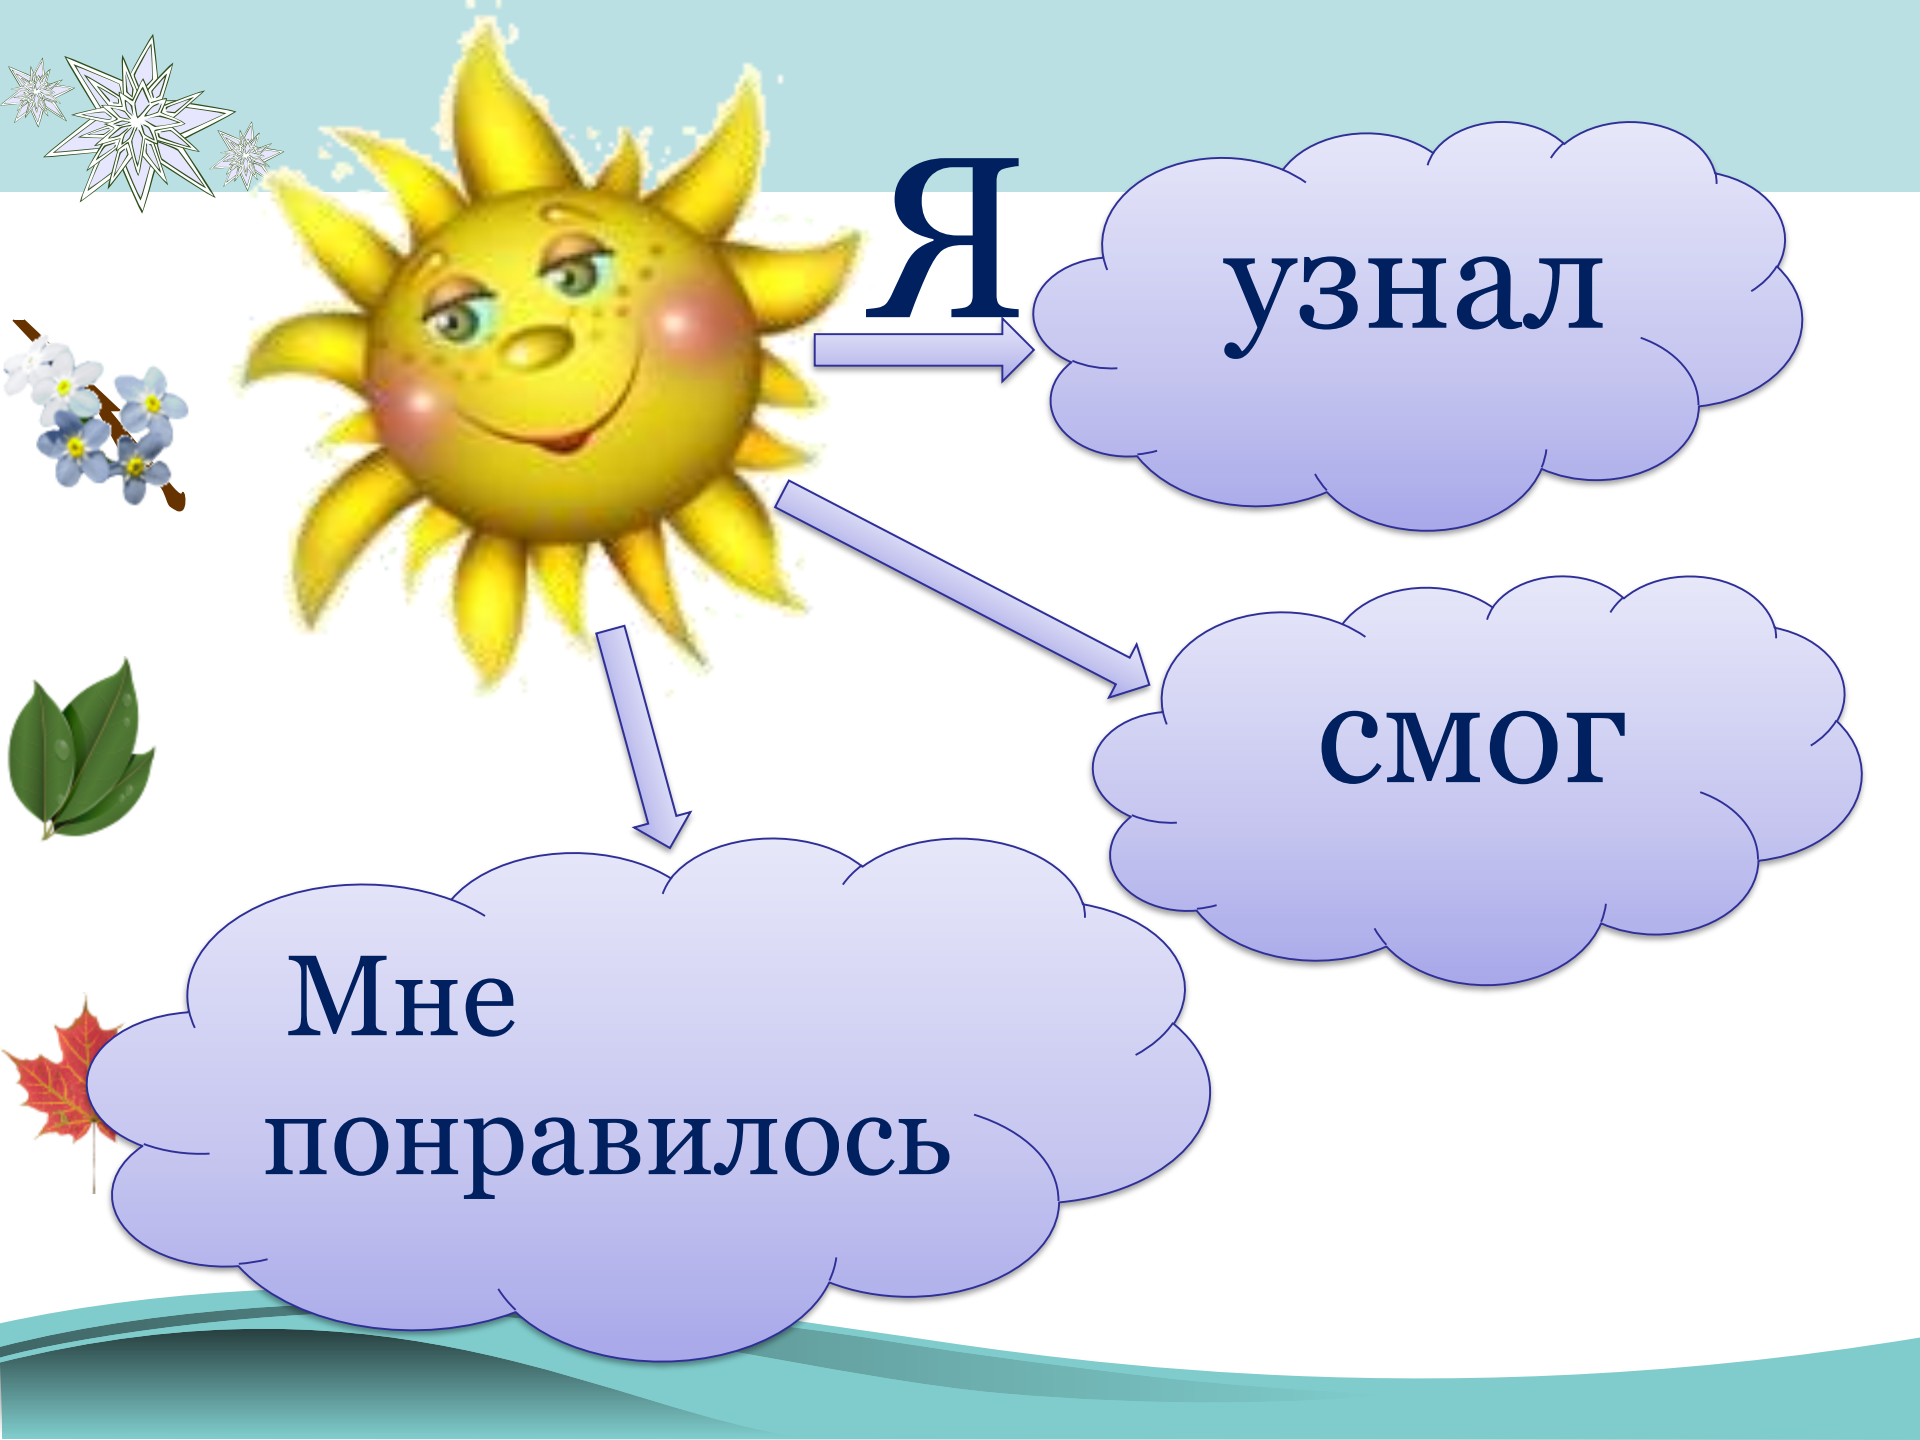 Я
узнал
смог
Мне
понравилось